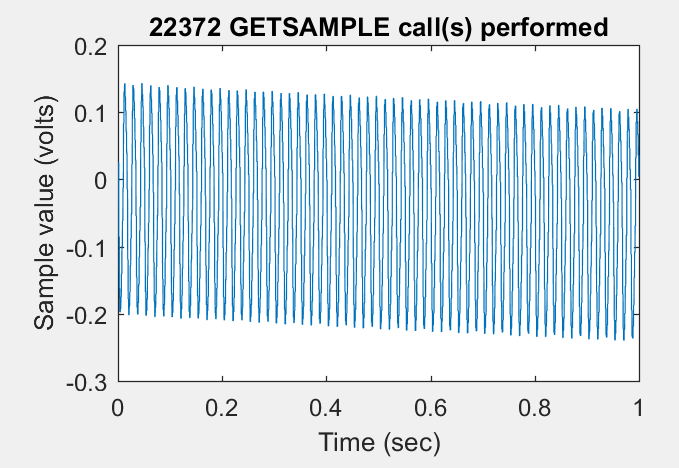 22372 GETSAMPLE call(s) performed
Sample value (volts)
0.2
0.1
0
-0.1
-0.2
-0.3
0 0.2 0.4 0.6 0.8 1
Time (sec)